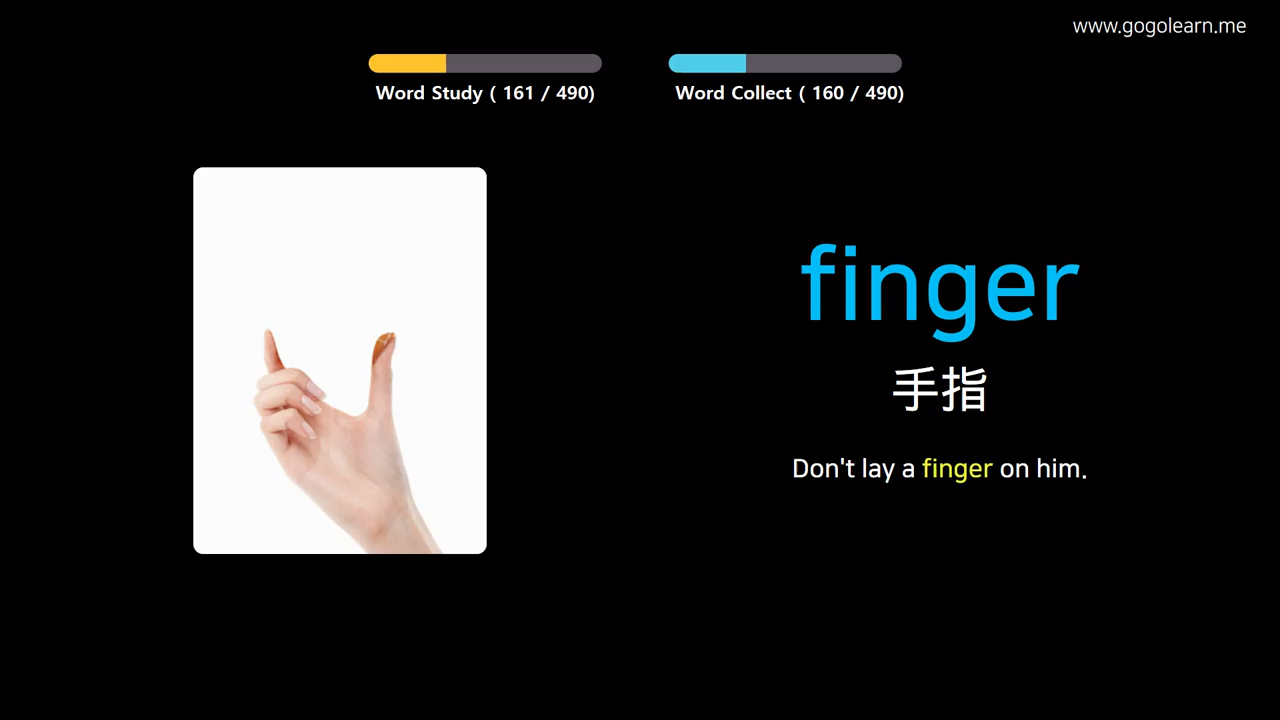 www.gogolearn.me
Word Study ( 161 / 490)
Word Collect ( 160 / 490)
finger
手指
Don't lay a finger on him.